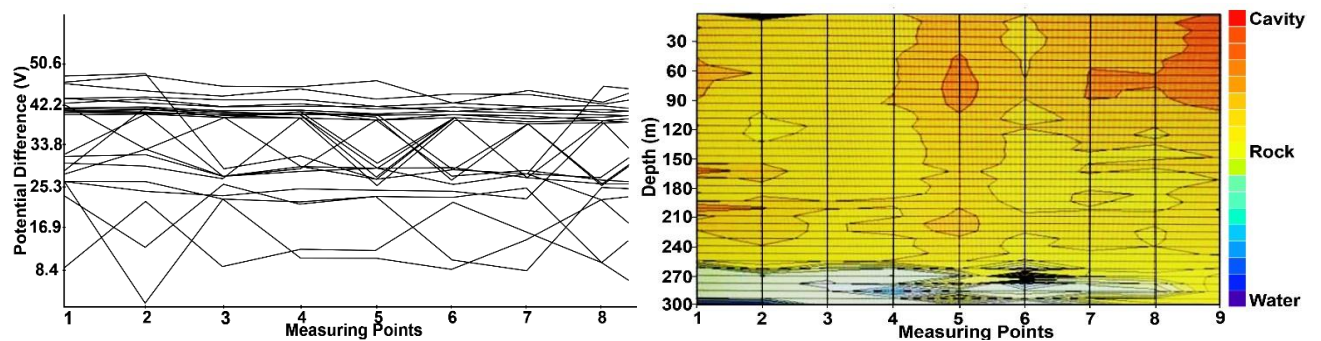 Potential Difference (V)
50.6
42.2
33.8
25.3
16.9
8.4
1 2 3 4 5 6 7 8
Measuring Points
Depth (m)
30
60
90
120
150
180
210
240
270
300
1 2 3 4 5 6 7 8 9
Measuring Points
Cavity
Rock
Water